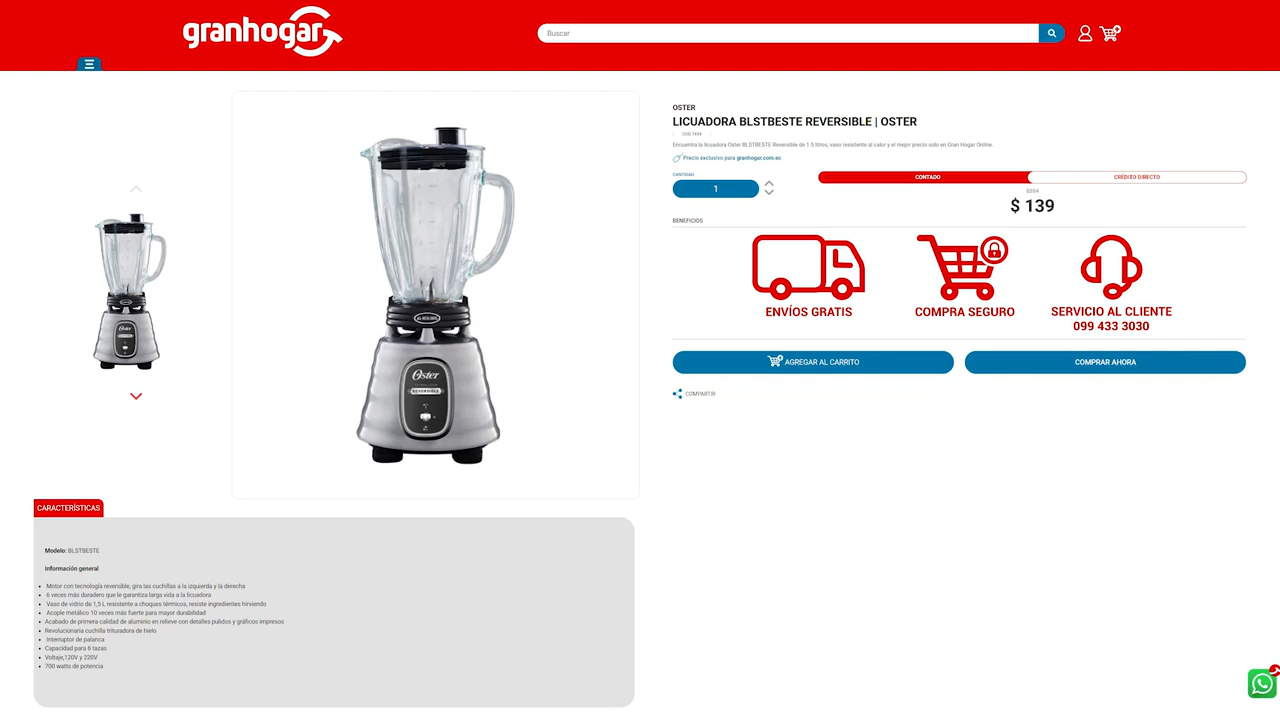 granhogar
Buscar
OSTER
LICUADORA BLSTBESTE REVERSIBLE | OSTER
Encuentra la licuadora Oster BLSTBESTE Reversible de 1.5 litros, vaso resistente al calor y el mejor precio solo en Gran Hogar Online.
Precio exclusivo para granhogar.com.ec
CANTIDAD
1
CONTADO
CRÉDITO DIRECTO
$204
$ 139
BENEFICIOS
ENVÍOS GRATIS
COMPRA SEGURO
SERVICIO AL CLIENTE
099 433 3030
AGREGAR AL CARRITO
COMPRAR AHORA
COMPARTIR
Oster
REVERSIBLE
CARACTERÍSTICAS
Modelo: BLSTBESTE
Información general
Motor con tecnología reversible, gira las cuchillas a la izquierda y la derecha
6 veces más duradero que le garantiza larga vida a la licuadora
Vaso de vidrio de 1,5 L resistente a choques térmicos, resiste ingredientes hirviendo
Acople metálico 10 veces más fuerte para mayor durabilidad
Acabado de primera calidad de aluminio en relieve con detalles pulidos y gráficos impresos
Revolucionaria cuchilla trituradora de hielo
Interruptor de palanca
Capacidad para 6 tazas
Voltaje,120V y 220V
700 watts de potencia